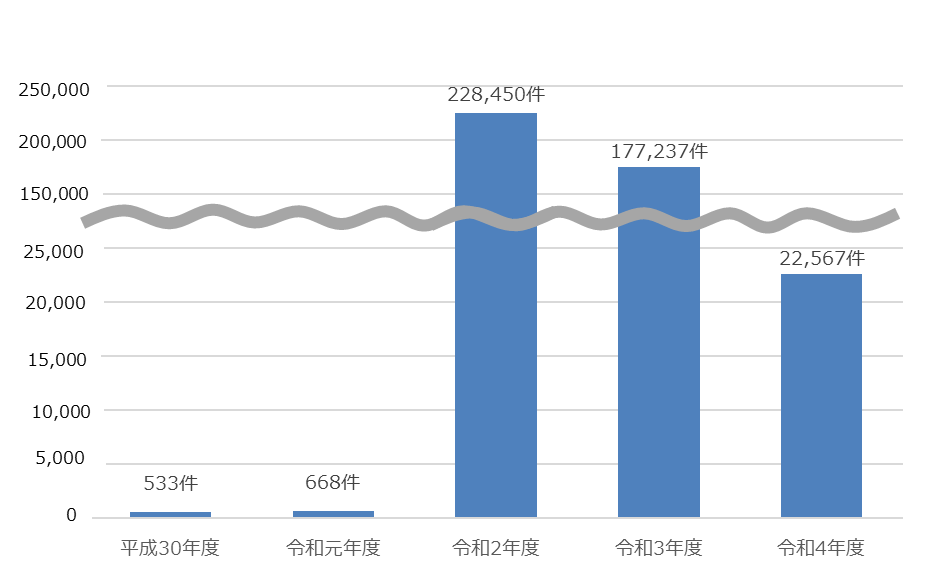 250,000
228,450件
200,000
177,237件
150,000
25,000
22,567件
20,000
15,000
10,000
5,000
533件
668件
0
平成30年度
令和元年度
令和2年度
令和3年度
令和4年度